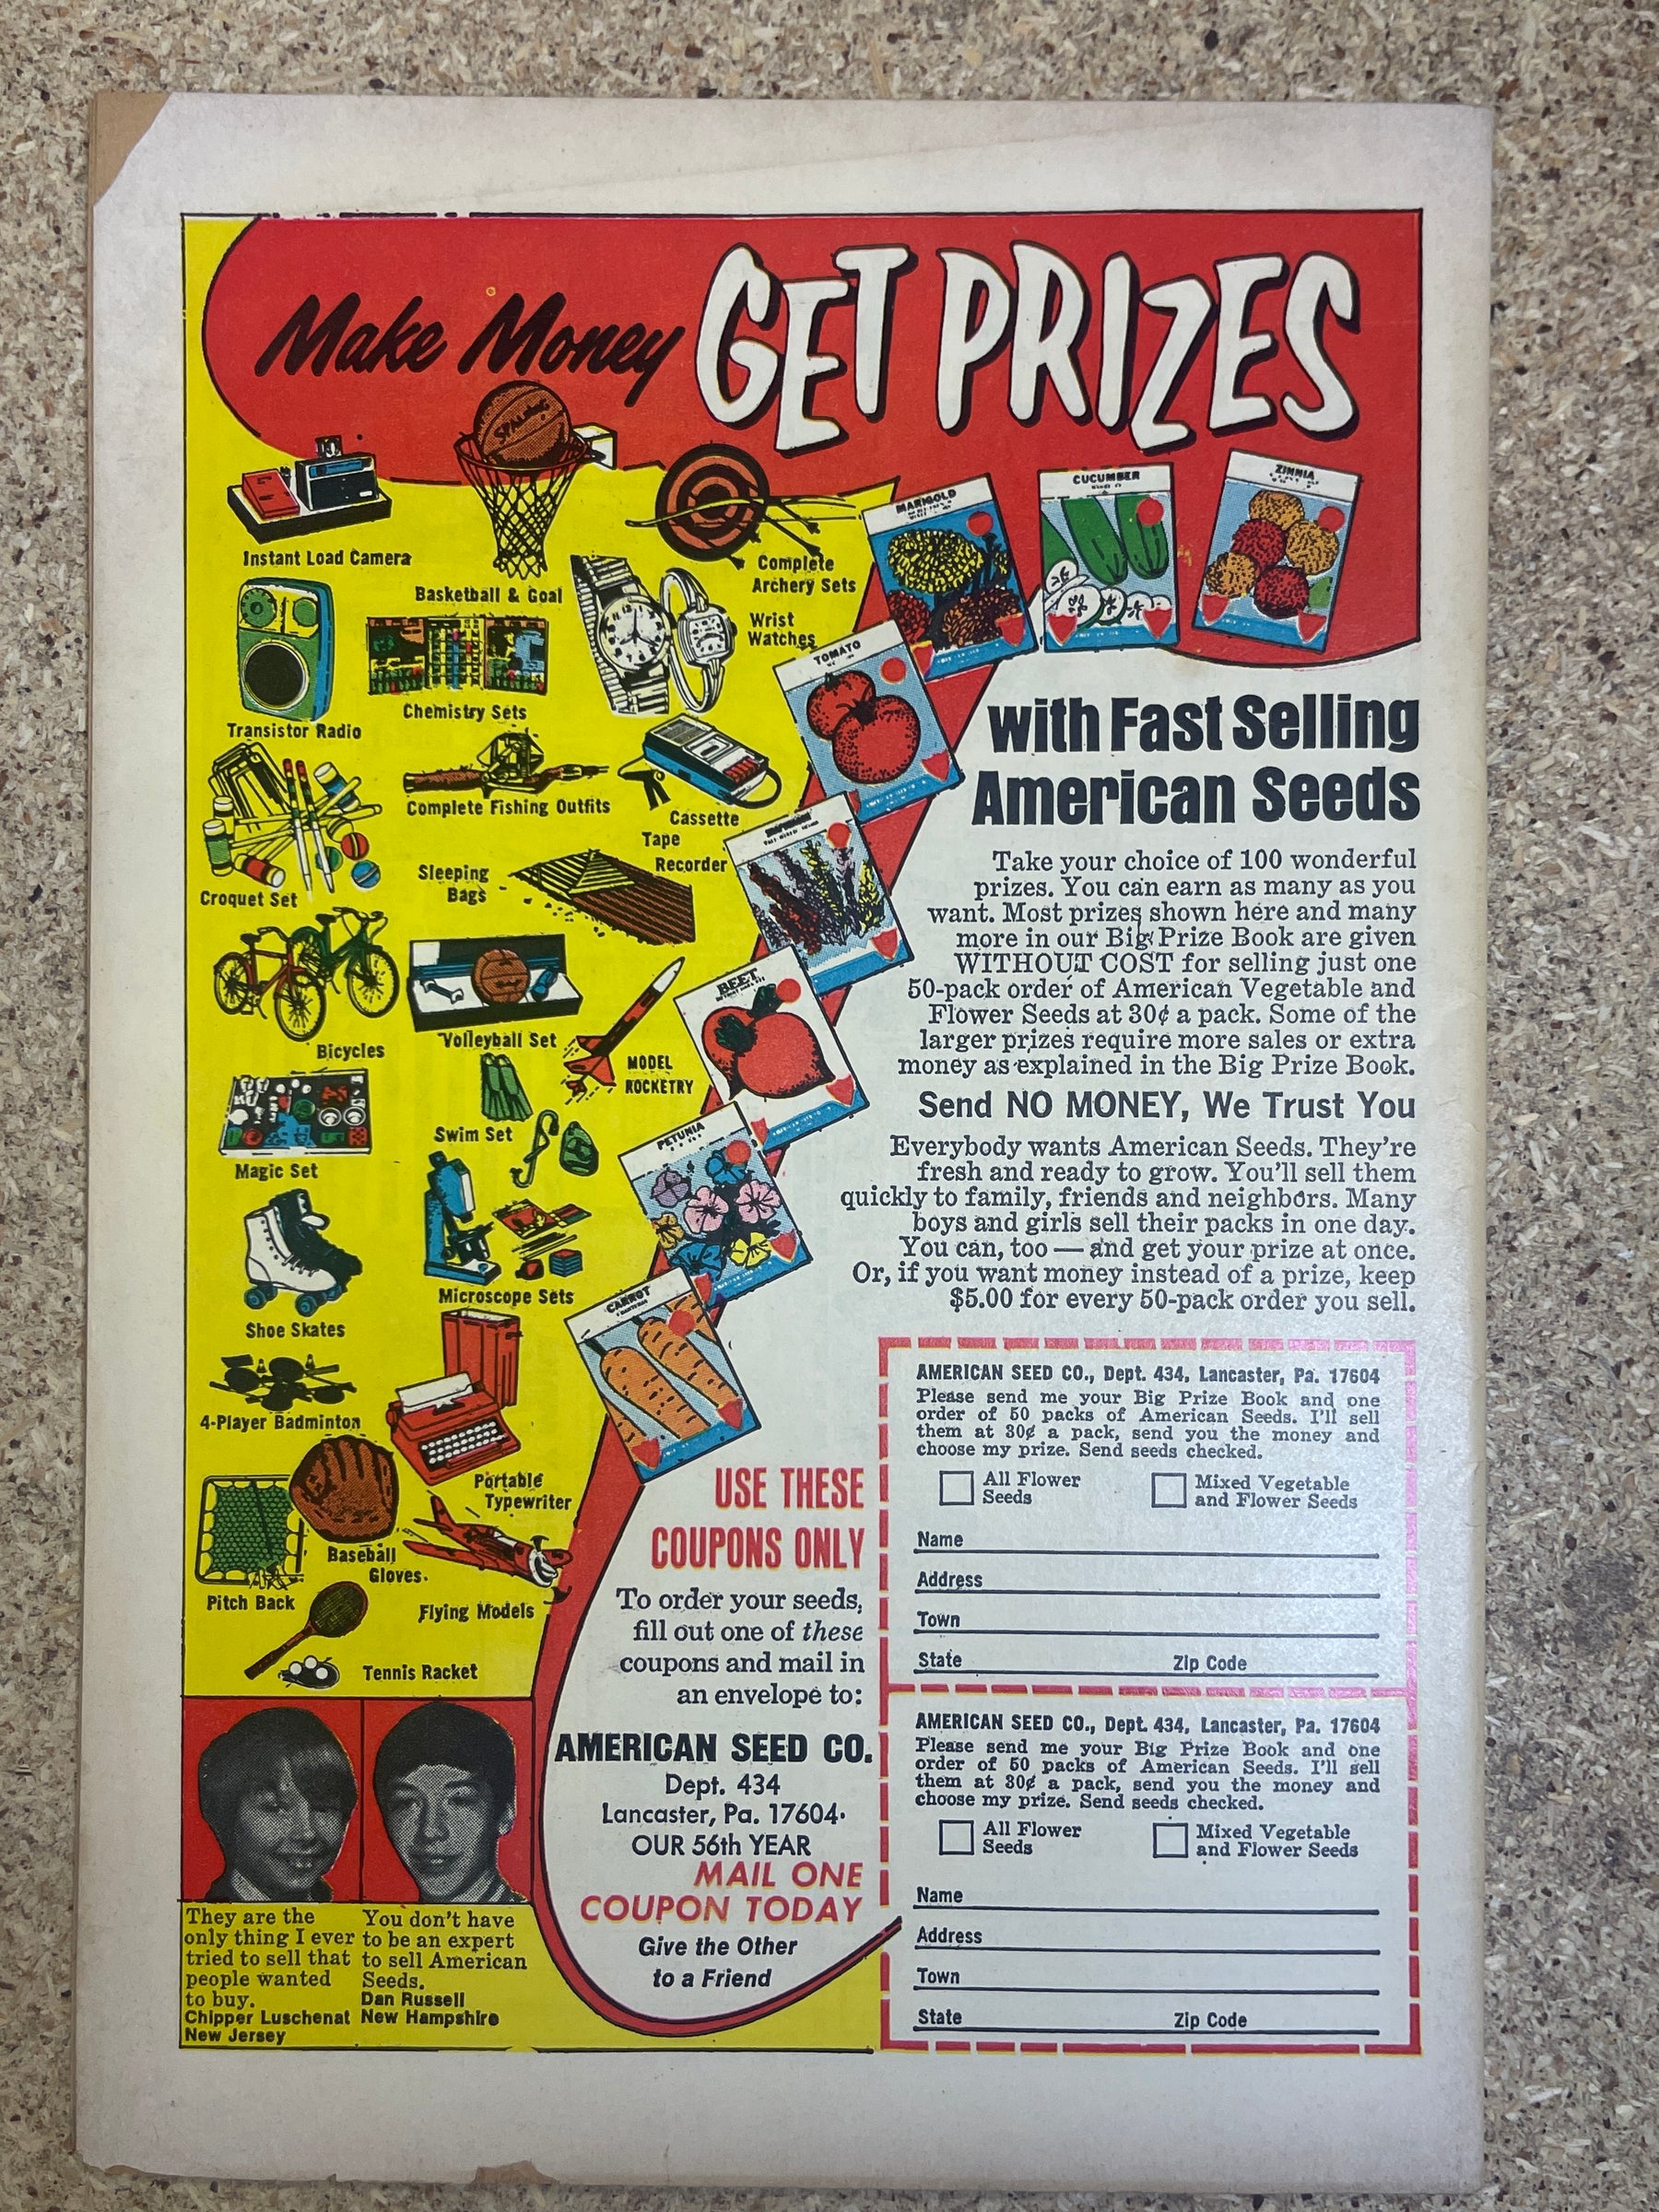 Make Money GET PRIZES
SPALDING
Instant Load Camera
Basketball & Goal
Complete
Archery Sets
Wrist
Watches
Transistor Radio
Chemistry Sets
Complete Fishing Outfits
Cassette
Tape
Recorder
Croquet Set
Sleeping
Bags
Bicycles
Volleyball Set
MODEL
ROCKETRY
Magic Set
Swim Set
Shoe Skates
Microscope Sets
4-Player Badminton
Portable
Typewriter
Pitch Back
Baseball
Gloves
Flying Models
Tennis Racket
MARIGOLD
CUCUMBER
ZINNIA
TOMATO
BEET
PETUNIA
CARROT
with Fast Selling
American Seeds
Take your choice of 100 wonderful
prizes. You can earn as many as you
want. Most prizes shown here and many
more in our Big Prize Book are given
WITHOUT COST for selling just one
50-pack order of American Vegetable and
Flower Seeds at 30¢ a pack. Some of the
larger prizes require more sales or extra
money as explained in the Big Prize Book.
Send NO MONEY, We Trust You
Everybody wants American Seeds. They're
fresh and ready to grow. You'll sell them
quickly to family, friends and neighbors. Many
boys and girls sell their packs in one day.
You can, too — and get your prize at once.
Or, if you want money instead of a prize, keep
$5.00 for every 50-pack order you sell.
USE THESE
COUPONS ONLY
To order your seeds,
fill out one of these
coupons and mail in
an envelope to:
AMERICAN SEED CO.
Dept. 434
Lancaster, Pa. 17604
OUR 56th YEAR
MAIL ONE
COUPON TODAY
Give the Other
to a Friend
They are the
only thing I ever
tried to sell that
people wanted
to buy.
Chipper Luschenat
New Jersey
You don't have
to be an expert
to sell American
Seeds.
Dan Russell
New Hampshire
AMERICAN SEED CO., Dept. 434, Lancaster, Pa. 17604
Please send me your Big Prize Book and one
order of 50 packs of American Seeds. I'll sell
them at 30¢ a pack, send you the money and
choose my prize. Send seeds checked.
All Flower
Seeds
Mixed Vegetable
and Flower Seeds
Name
Address
Town
State Zip Code
AMERICAN SEED CO., Dept. 434, Lancaster, Pa. 17604
Please send me your Big Prize Book and one
order of 50 packs of American Seeds. I'll sell
them at 30¢ a pack, send you the money and
choose my prize. Send seeds checked.
All Flower
Seeds
Mixed Vegetable
and Flower Seeds
Name
Address
Town
State Zip Code